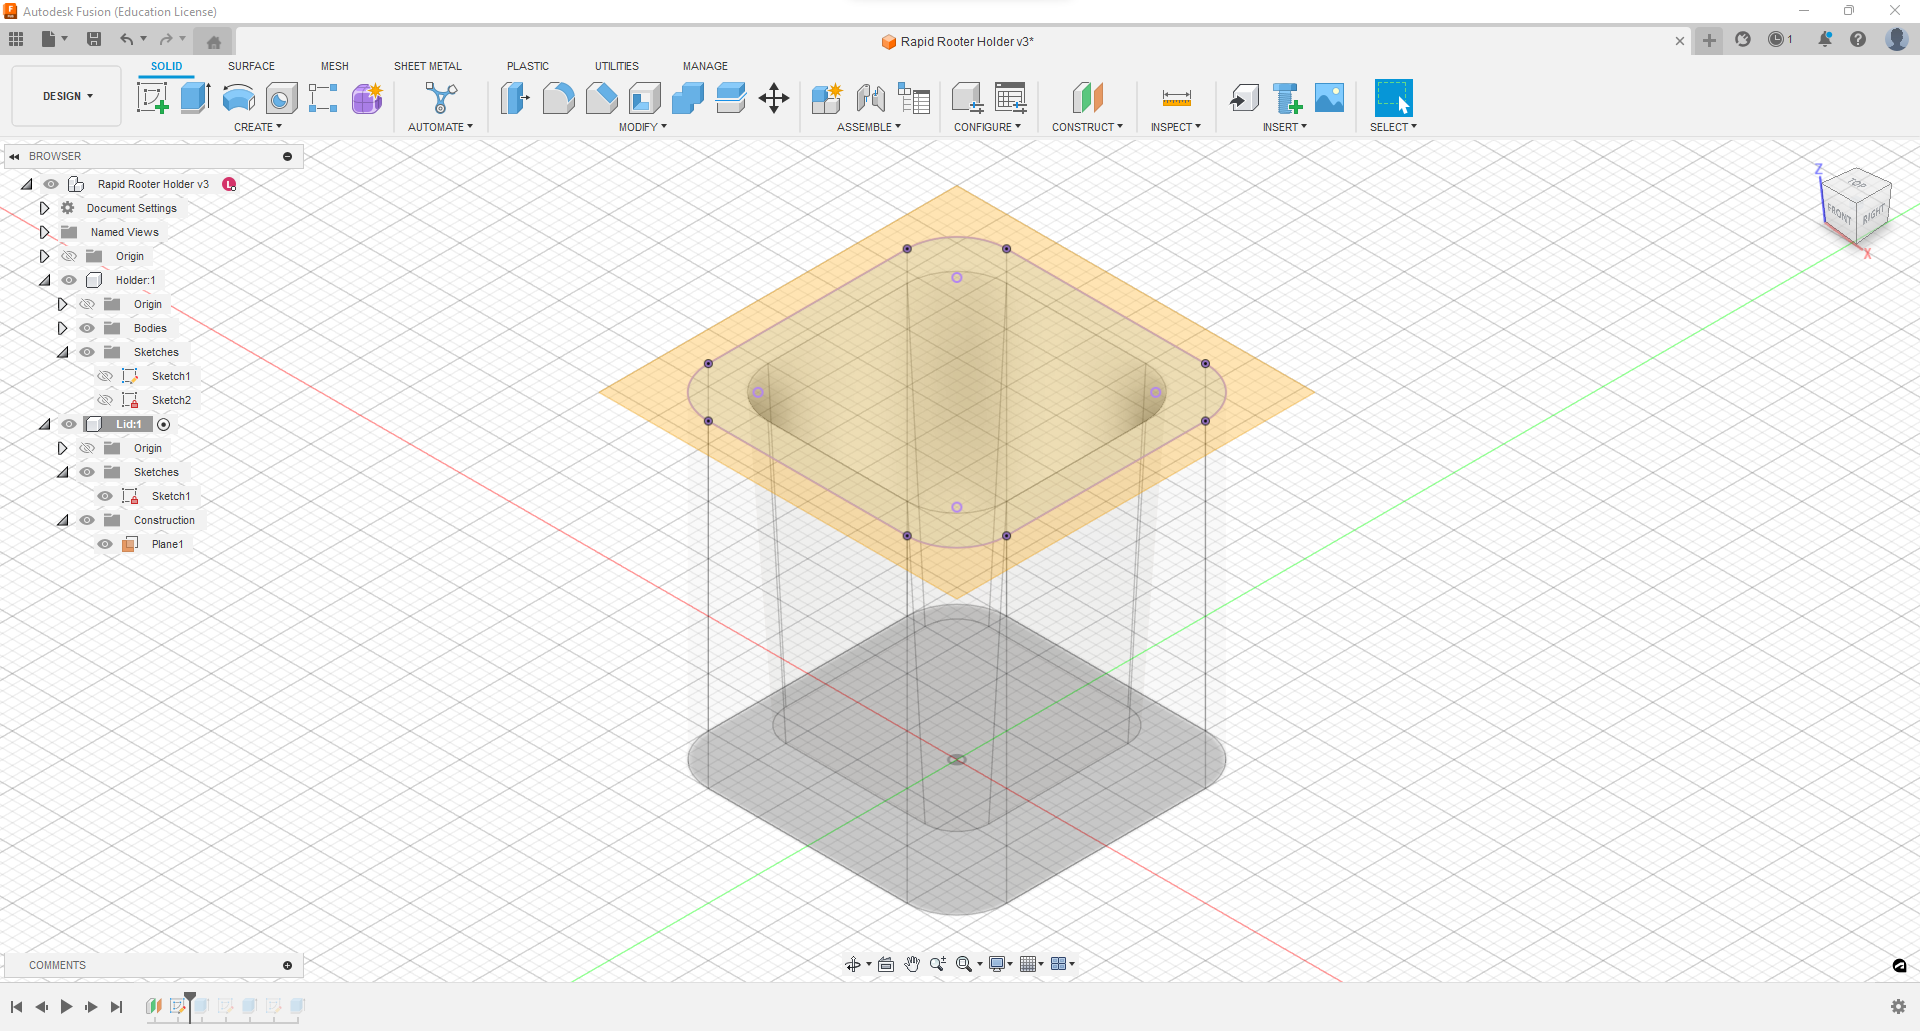 Autodesk Fusion (Education License)
Rapid Rooter Holder v3*
1
SOLID SURFACE MESH SHEET METAL PLASTIC UTILITIES MANAGE
DESIGN
CREATE AUTOMATE MODIFY ASSEMBLE CONFIGURE CONSTRUCT INSPECT INSERT SELECT
BROWSER
Rapid Rooter Holder v3
L
Document Settings
Named Views
Origin
Holder:1
Origin
Bodies
Sketches
Sketch1
Sketch2
Lid:1
Origin
Sketches
Sketch1
Construction
Plane1
Z
TOP
FRONT RIGHT
X
COMMENTS